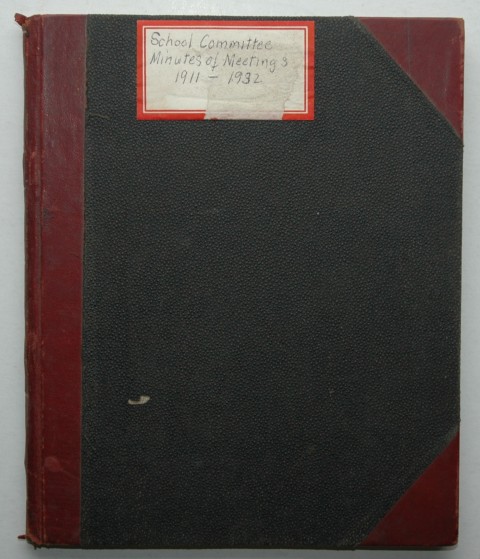 School Committee
Minutes of Meetings
1911 - 1932